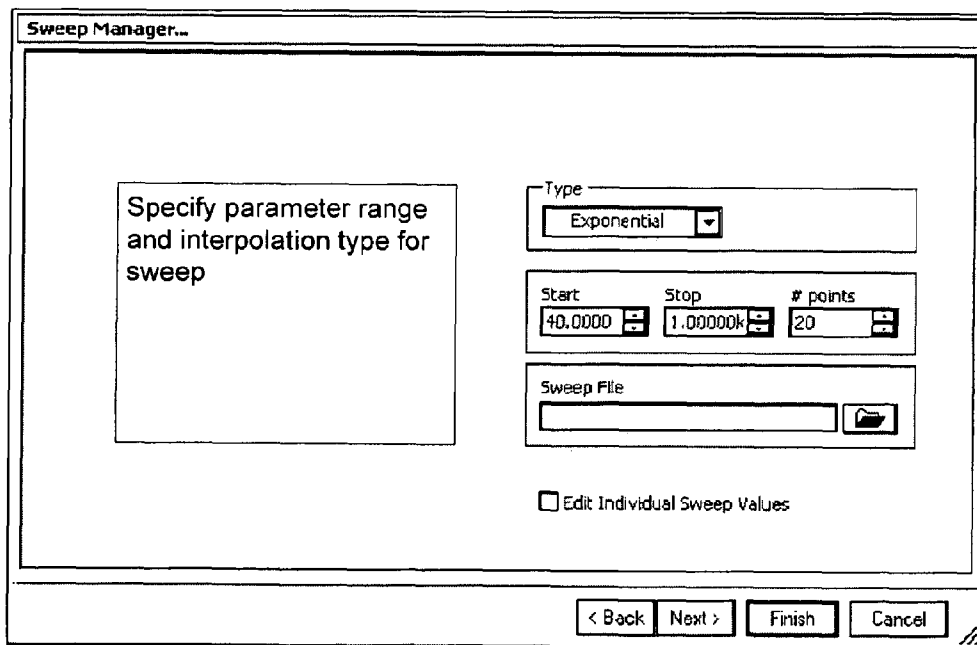 Sweep Manager...
Specify parameter range
and interpolation type for
sweep
Type
Exponential
Start
Stop
# points
40.0000
1.00000k
20
Sweep File
Edit Individual Sweep Values
< Back
Next >
Finish
Cancel